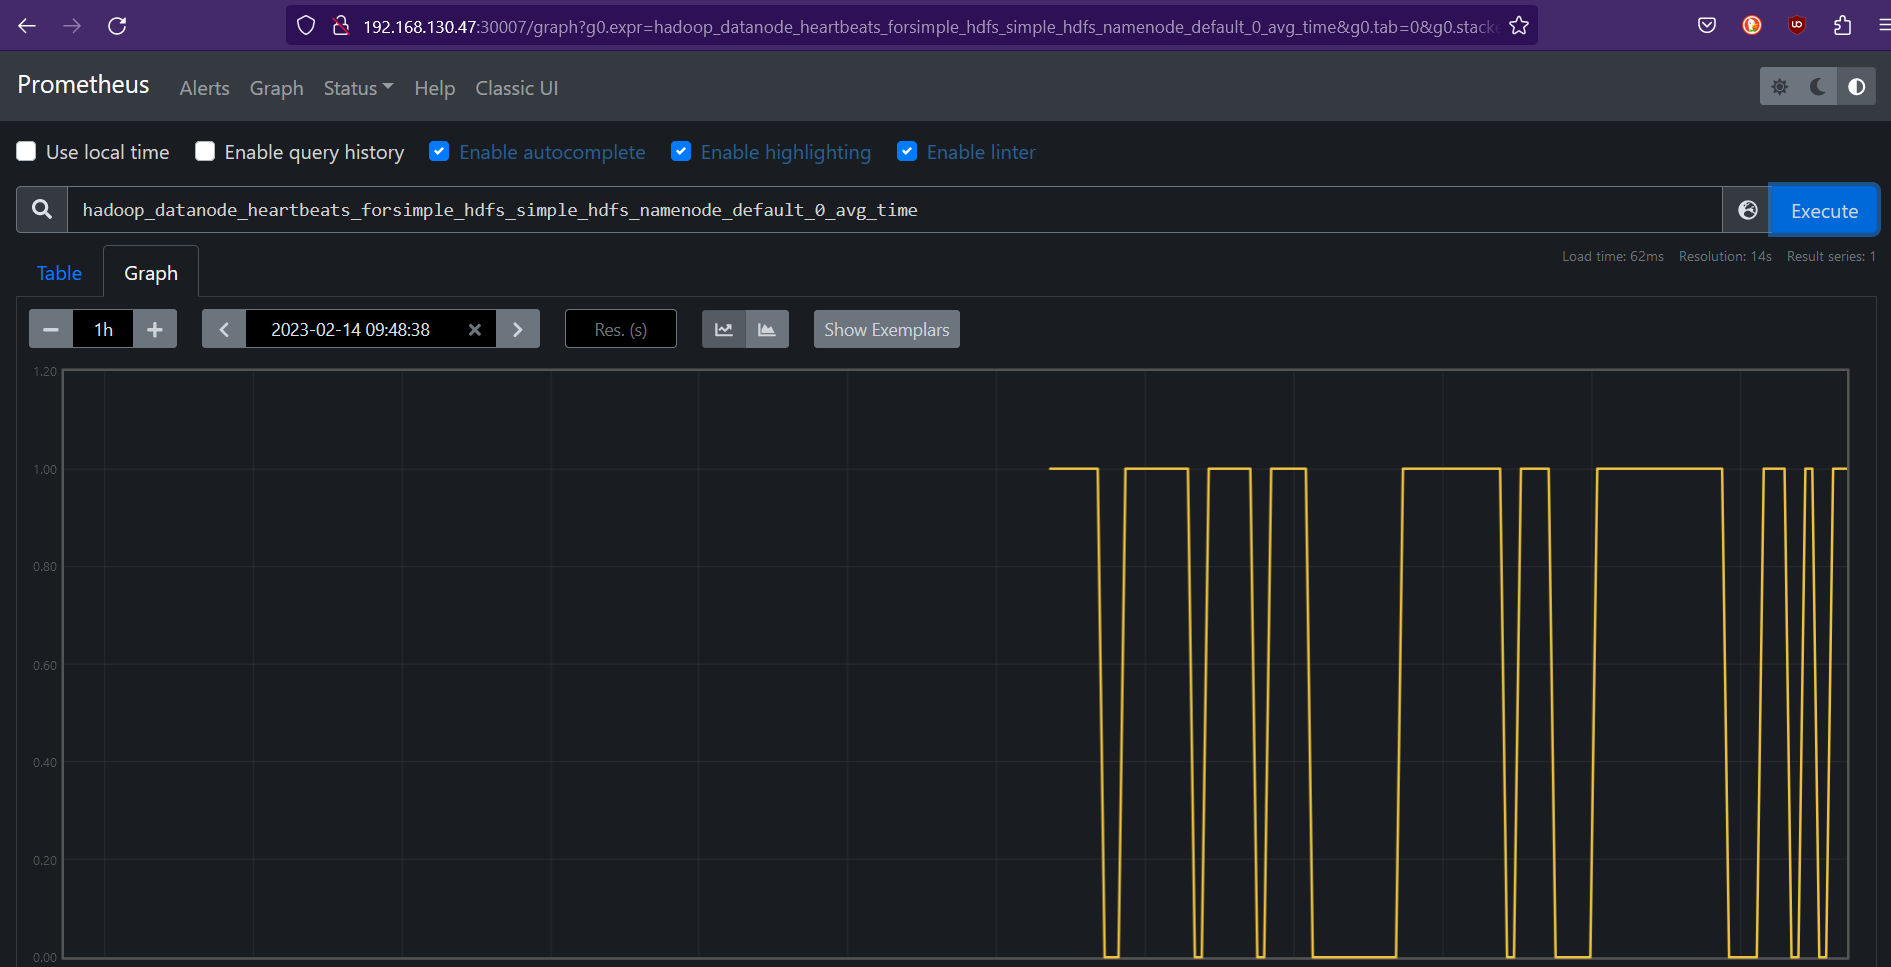 192.168.130.47:30007/graph?g0.expr=hadoop_datanode_heartbeats_forsimple_hdfs_simple_hdfs_namenode_default_0_avg_time&g0.tab=0&g0.stacke
Prometheus Alerts Graph Status Help Classic UI
Use local time Enable query history Enable autocomplete Enable highlighting Enable linter
hadoop_datanode_heartbeats_forsimple_hdfs_simple_hdfs_namenode_default_0_avg_time Execute
Load time: 62ms Resolution: 14s Result series: 1
Table Graph
1h 2023-02-14 09:48:38 Res. (s) Show Exemplars
1.20
1.00
0.80
0.60
0.40
0.20
0.00